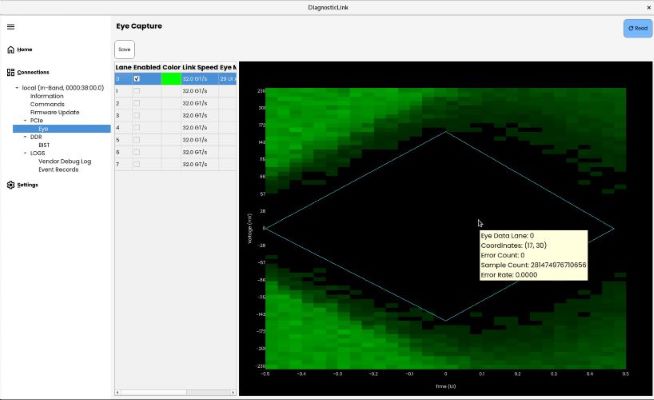 DiagnosticLink
Eye Capture
Read
Home
Save
Connections
local (In-Band, 0000:38:00.0)
Information
Commands
Firmware Update
PCIe
Eye
DDR
BIST
LOGS
Vendor Debug Log
Event Records
Settings
Lane Enabled Color Link Speed Eye M
0 32.0 GT/s
1 32.0 GT/s
2 32.0 GT/s
3 32.0 GT/s
4 32.0 GT/s
5 32.0 GT/s
6 32.0 GT/s
7 32.0 GT/s
Voltage (mV)
57
28
0
-28
-57
Eye Data Lane: 0
Coordinates: (17, 30)
Error Count: 0
Sample Count: 281474976710656
Error Rate: 0.0000
-0.5 -0.4 -0.3 -0.2 -0.1 0 0.1 0.2 0.3 0.4 0.5
Time (UI)